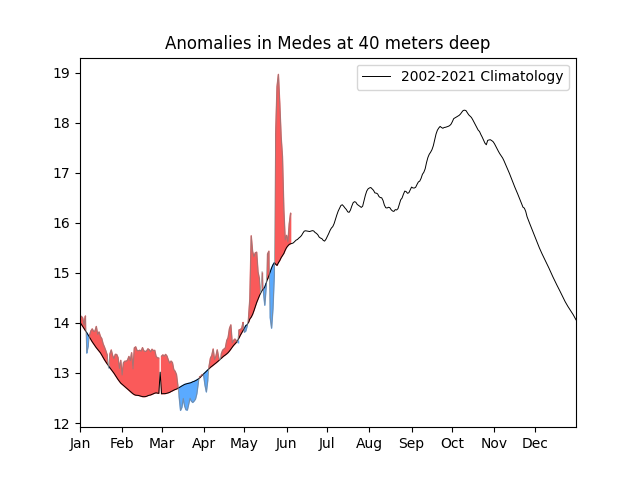 Anomalies in Medes at 40 meters deep
2002-2021 Climatology
19
18
17
16
15
14
13
12
Jan Feb Mar Apr May Jun Jul Aug Sep Oct Nov Dec